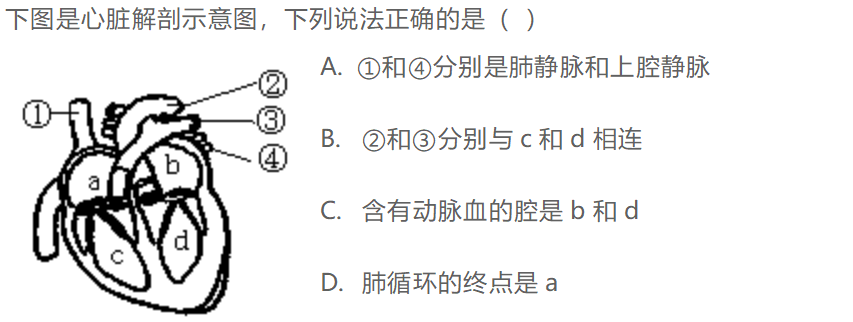 下图是心脏解剖示意图，下列说法正确的是（ ）
A. ①和④分别是肺静脉和上腔静脉
①
②
③
④
B. ②和③分别与 c 和 d 相连
a
b
c
d
C. 含有动脉血的腔是 b 和 d
D. 肺循环的终点是 a